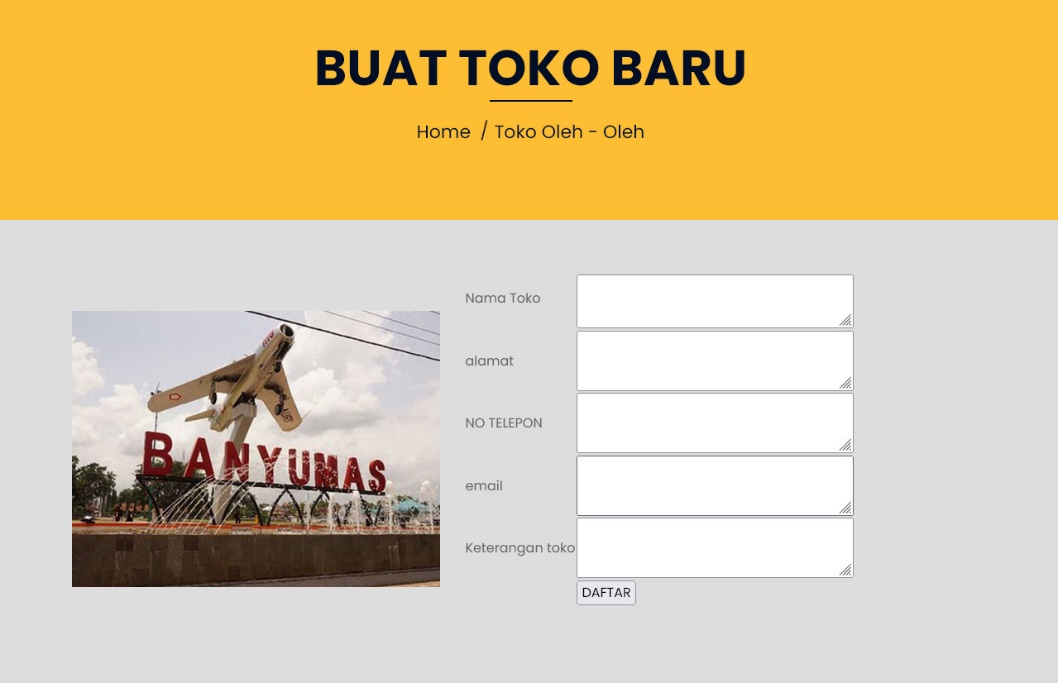 BUAT TOKO BARU
Home / Toko Oleh - Oleh
BANYUMAS
Nama Toko
alamat
NO TELEPON
email
Keterangan toko
DAFTAR